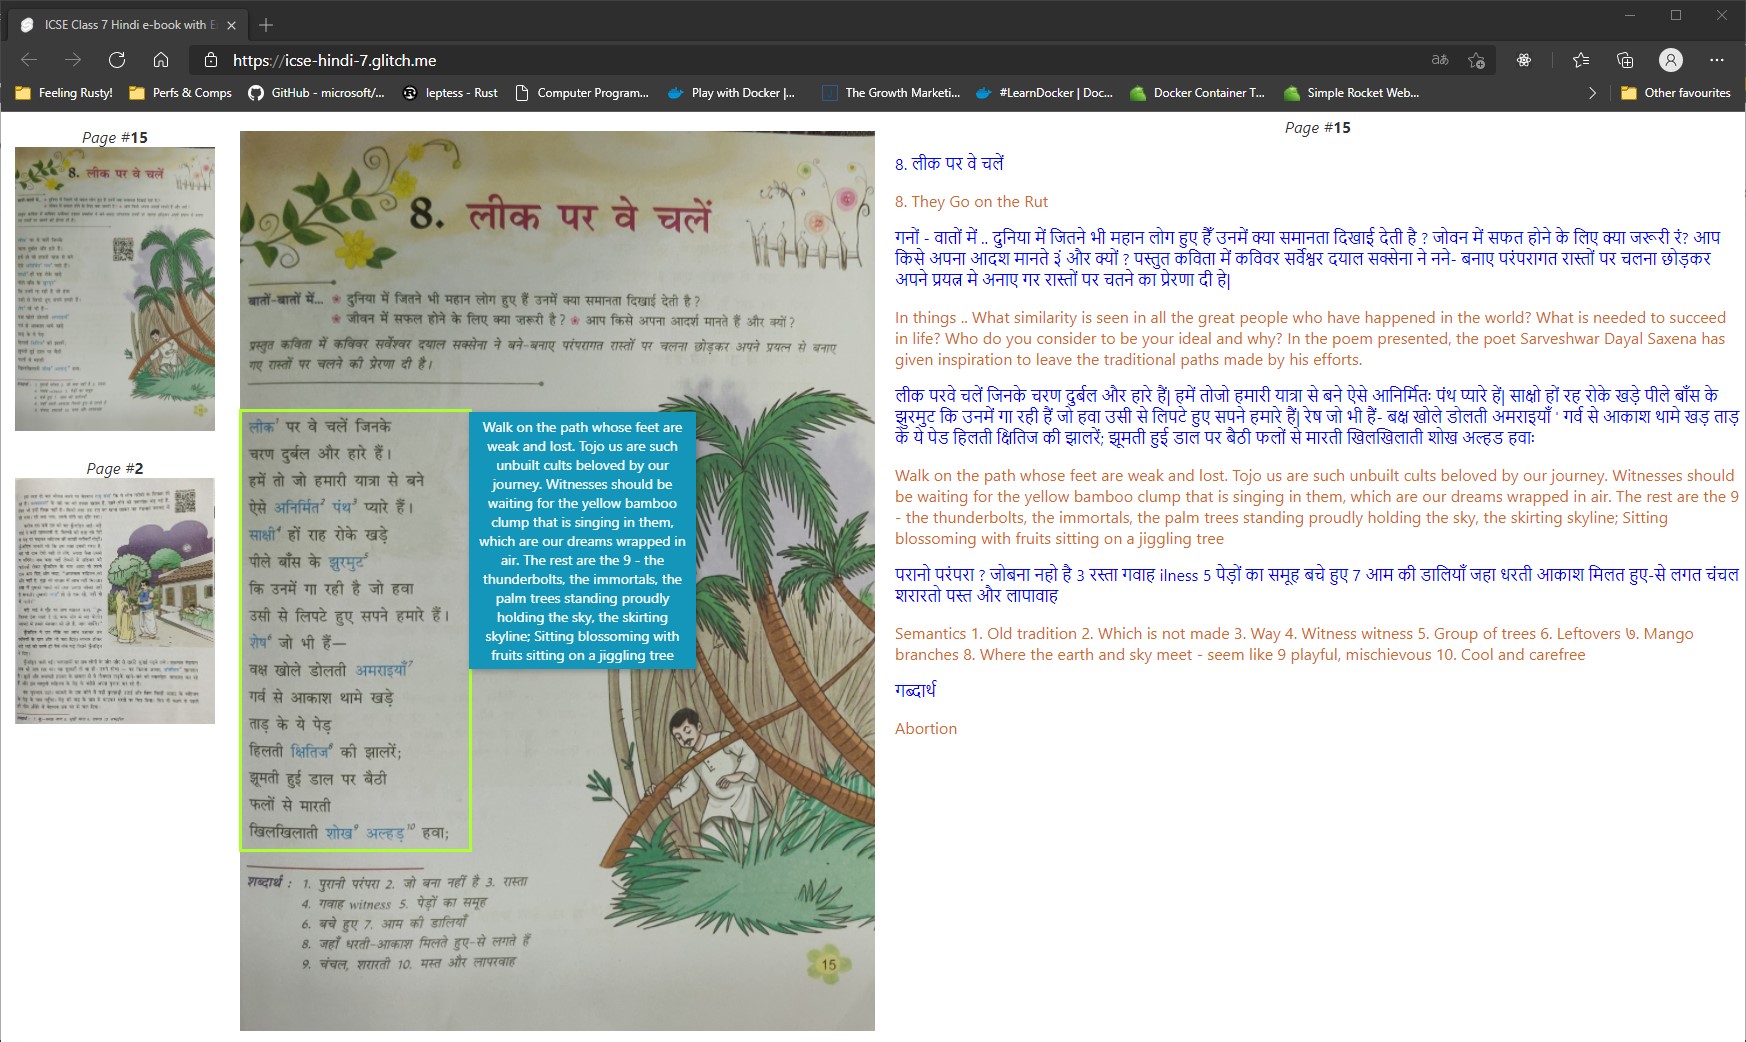 ICSE Class 7 Hindi e-book with E
https://icse-hindi-7.glitch.me
Feeling Rusty! Perfs & Comps GitHub - microsoft/... leptess - Rust Computer Program... Play with Docker |... The Growth Marketi... #LearnDocker | Doc... Docker Container T... Simple Rocket Web... Other favourites
Page #15
8. लीक पर वे चलें
Page #2
8. लीक पर वे चलें
बातों-बातों में... दुनिया में जितने भी महान लोग हुए हैं उनमें क्या समानता दिखाई देती है ?
जीवन में सफल होने के लिए क्या ज़रूरी है ? आप किसे अपना आदर्श मानते हैं और क्यों ?
प्रस्तुत कविता में कविवर सर्वेश्वर दयाल सक्सेना ने बने-बनाए परंपरागत रास्तों पर चलना छोड़कर अपने प्रयत्न से बनाए
गए रास्तों पर चलने की प्रेरणा दी है।
लीक¹ पर वे चलें जिनके
चरण दुर्बल और हारे हैं।
हमें तो जो हमारी यात्रा से बने
ऐसे अनिर्मित² पंथ³ प्यारे हैं।
साक्षी⁴ हों राह रोके खड़े
पीले बाँस के झुरमुट⁵
कि उनमें गा रही है जो हवा
उसी से लिपटे हुए सपने हमारे हैं।
शेष⁶ जो भी हैं—
वक्ष खोले डोलती अमराइयाँ⁷
गर्व से आकाश थामे खड़े
ताड़ के ये पेड़
हिलती क्षितिज⁸ की झालरें;
झूमती हुई डाल पर बैठी
फलों से मारती
खिलखिलाती शोख⁹ अल्हड़¹⁰ हवा;
शब्दार्थ : 1. पुरानी परंपरा 2. जो बना नहीं है 3. रास्ता
4. गवाह witness 5. पेड़ों का समूह
6. बचे हुए 7. आम की डालियाँ
8. जहाँ धरती-आकाश मिलते हुए-से लगते हैं
9. चंचल, शरारती 10. मस्त और लापरवाह
15
Walk on the path whose feet are
weak and lost. Tojo us are such
unbuilt cults beloved by our
journey. Witnesses should be
waiting for the yellow bamboo
clump that is singing in them,
which are our dreams wrapped in
air. The rest are the 9 - the
thunderbolts, the immortals, the
palm trees standing proudly
holding the sky, the skirting
skyline; Sitting blossoming with
fruits sitting on a jiggling tree
Page #15
8. लीक पर वे चलें
8. They Go on the Rut
गनों - वातों में .. दुनिया में जितने भी महान लोग हुए हैँ उनमें क्या समानता दिखाई देती है ? जोवन में सफत होने के लिए क्या जरूरी रं? आप
किसे अपना आदश मानते इं और क्यों ? पस्तुत कविता में कविवर सर्वेश्वर दयाल सक्सेना ने नने- बनाए परंपरागत रास्तों पर चलना छोड़कर
अपने प्रयत्न मे अनाए गर रास्तों पर चतने का प्रेरणा दी हे|
In things .. What similarity is seen in all the great people who have happened in the world? What is needed to succeed
in life? Who do you consider to be your ideal and why? In the poem presented, the poet Sarveshwar Dayal Saxena has
given inspiration to leave the traditional paths made by his efforts.
लीक परवे चलें जिनके चरण दुर्बल और हारे हैं| हमें तोजो हमारी यात्रा से बने ऐसे आनिर्मितः पंथ प्यारे हें| साक्षो हों रह रोके खड़े पीले बाँस के
झुरमुट कि उनमें गा रही हैं जो हवा उसी से लिपटे हुए सपने हमारे हैं| रेष जो भी हैं- बक्ष खोले डोलती अमराइयाँ ' गर्व से आकाश थामे खड़ ताड़
के ये पेड हिलती क्षितिज की झालरें; झूमती हुई डाल पर बैठी फलों से मारती खिलखिलाती शोख अल्हड हवाः
Walk on the path whose feet are weak and lost. Tojo us are such unbuilt cults beloved by our journey. Witnesses should
be waiting for the yellow bamboo clump that is singing in them, which are our dreams wrapped in air. The rest are the 9
- the thunderbolts, the immortals, the palm trees standing proudly holding the sky, the skirting skyline; Sitting
blossoming with fruits sitting on a jiggling tree
परानो परंपरा ? जोबना नहो है 3 रस्ता गवाह ilness 5 पेड़ों का समूह बचे हुए 7 आम की डालियाँ जहा धरती आकाश मिलत हुए-से लगत चंचल
शरारतो पस्त और लापावाह
Semantics 1. Old tradition 2. Which is not made 3. Way 4. Witness witness 5. Group of trees 6. Leftovers ७. Mango
branches 8. Where the earth and sky meet - seem like 9 playful, mischievous 10. Cool and carefree
गब्दार्थ
Abortion